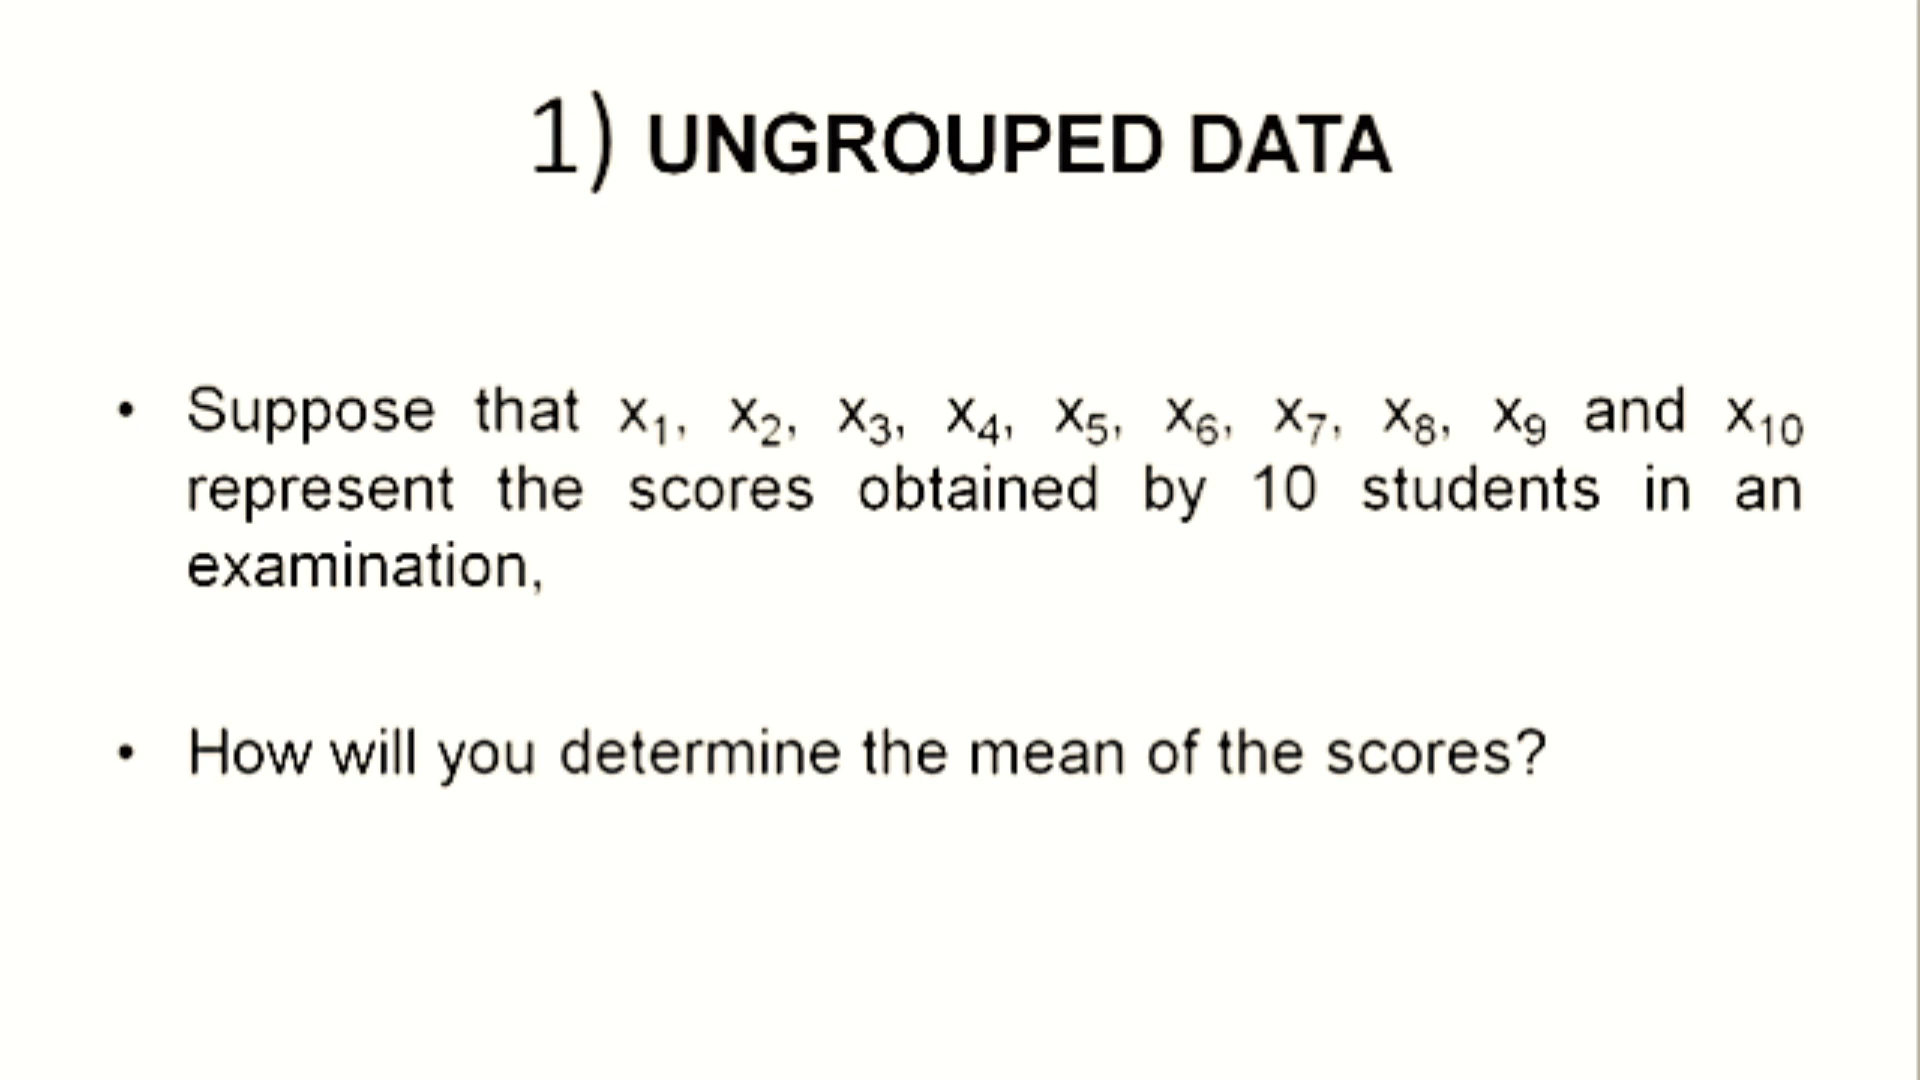 1) UNGROUPED DATA
• Suppose that x₁, x₂, x₃, x₄, x₅, x₆, x₇, x₈, x₉ and x₁₀
represent the scores obtained by 10 students in an
examination,
• How will you determine the mean of the scores?